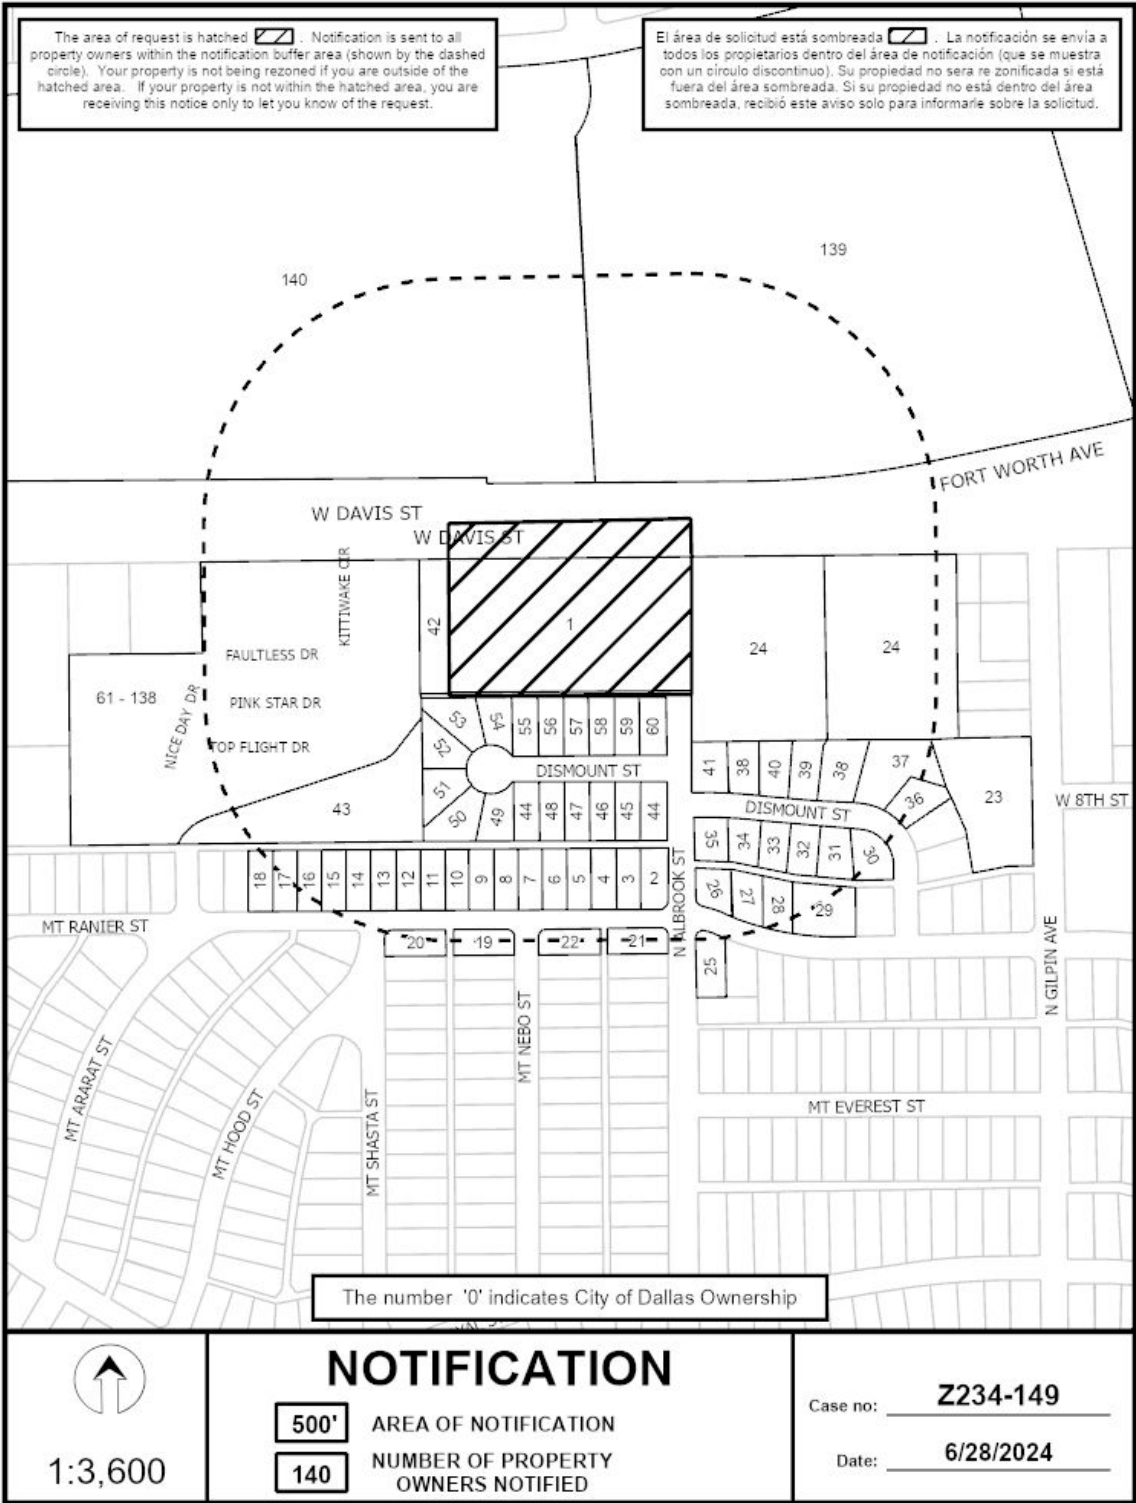 The area of request is hatched . Notification is sent to all
property owners within the notification buffer area (shown by the dashed
circle). Your property is not being rezoned if you are outside of the
hatched area. If your property is not within the hatched area, you are
receiving this notice only to let you know of the request.
El área de solicitud está sombreada . La notificación se envía a
todos los propietarios dentro del área de notificación (que se muestra
con un círculo discontinuo). Su propiedad no sera re zonificada si está
fuera del área sombreada. Si su propiedad no está dentro del área
sombreada, recibió este aviso solo para informarle sobre la solicitud.
139
140
FORT WORTH AVE
W DAVIS ST
W DAVIS ST
KITTIWAKE CIR
42
1
24
24
FAULTLESS DR
61 - 138
NICE DAY DR
PINK STAR DR
TOP FLIGHT DR
53
54
55
56
57
58
59
60
52
51
50
49
DISMOUNT ST
41
38
40
39
38
37
36
23
W 8TH ST
43
44
48
47
46
45
44
DISMOUNT ST
35
34
33
32
31
30
18
17
16
15
14
13
12
11
10
9
8
7
6
5
4
3
2
N ALBROOK ST
26
27
28
29
MT RANIER ST
20
19
22
21
25
N GILPIN AVE
MT NEBO ST
MT ARARAT ST
MT HOOD ST
MT SHASTA ST
MT EVEREST ST
The number '0' indicates City of Dallas Ownership
1:3,600
NOTIFICATION
500' AREA OF NOTIFICATION
140 NUMBER OF PROPERTY
OWNERS NOTIFIED
Case no: Z234-149
Date: 6/28/2024